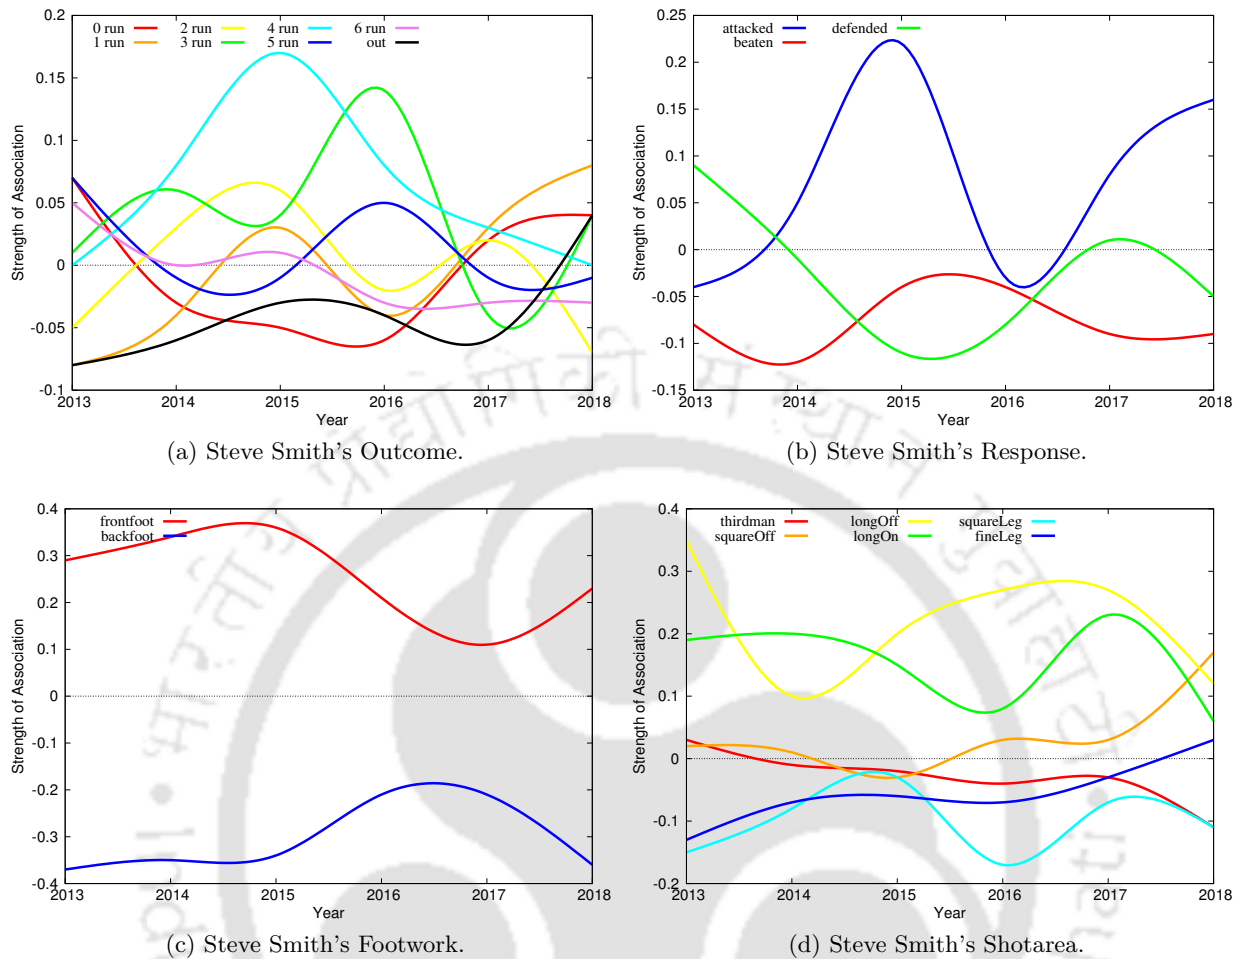 0 run 2 run 4 run 6 run
1 run 3 run 5 run out
0.2
0.15
0.1
0.05
0
-0.05
-0.1
Strength of Association
2013 2014 2015 2016 2017 2018
Year
(a) Steve Smith's Outcome.
attacked defended
beaten
0.25
0.2
0.15
0.1
0.05
0
-0.05
-0.1
-0.15
Strength of Association
2013 2014 2015 2016 2017 2018
Year
(b) Steve Smith's Response.
frontfoot
backfoot
0.4
0.3
0.2
0.1
0
-0.1
-0.2
-0.3
-0.4
Strength of Association
2013 2014 2015 2016 2017 2018
Year
(c) Steve Smith's Footwork.
thirdman longOff squareLeg
squareOff longOn fineLeg
0.4
0.3
0.2
0.1
0
-0.1
-0.2
Strength of Association
2013 2014 2015 2016 2017 2018
Year
(d) Steve Smith's Shotarea.